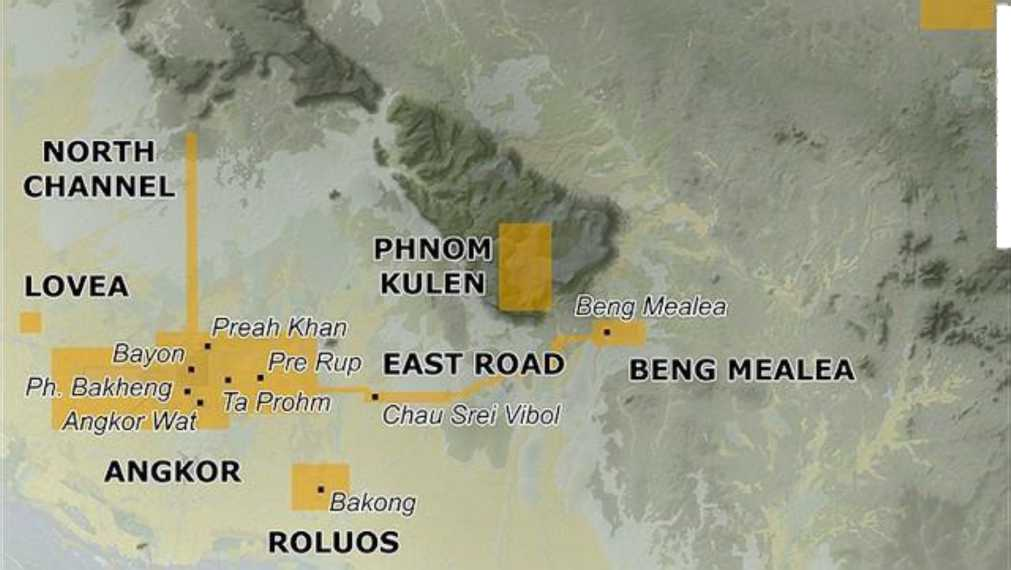 NORTH
CHANNEL
PHNOM
KULEN
LOVEA
Beng Mealea
Preah Khan
Bayon
Pre Rup
EAST ROAD
BENG MEALEA
Ph. Bakheng
Ta Prohm
Chau Srei Vibol
Angkor Wat
ANGKOR
Bakong
ROLUOS